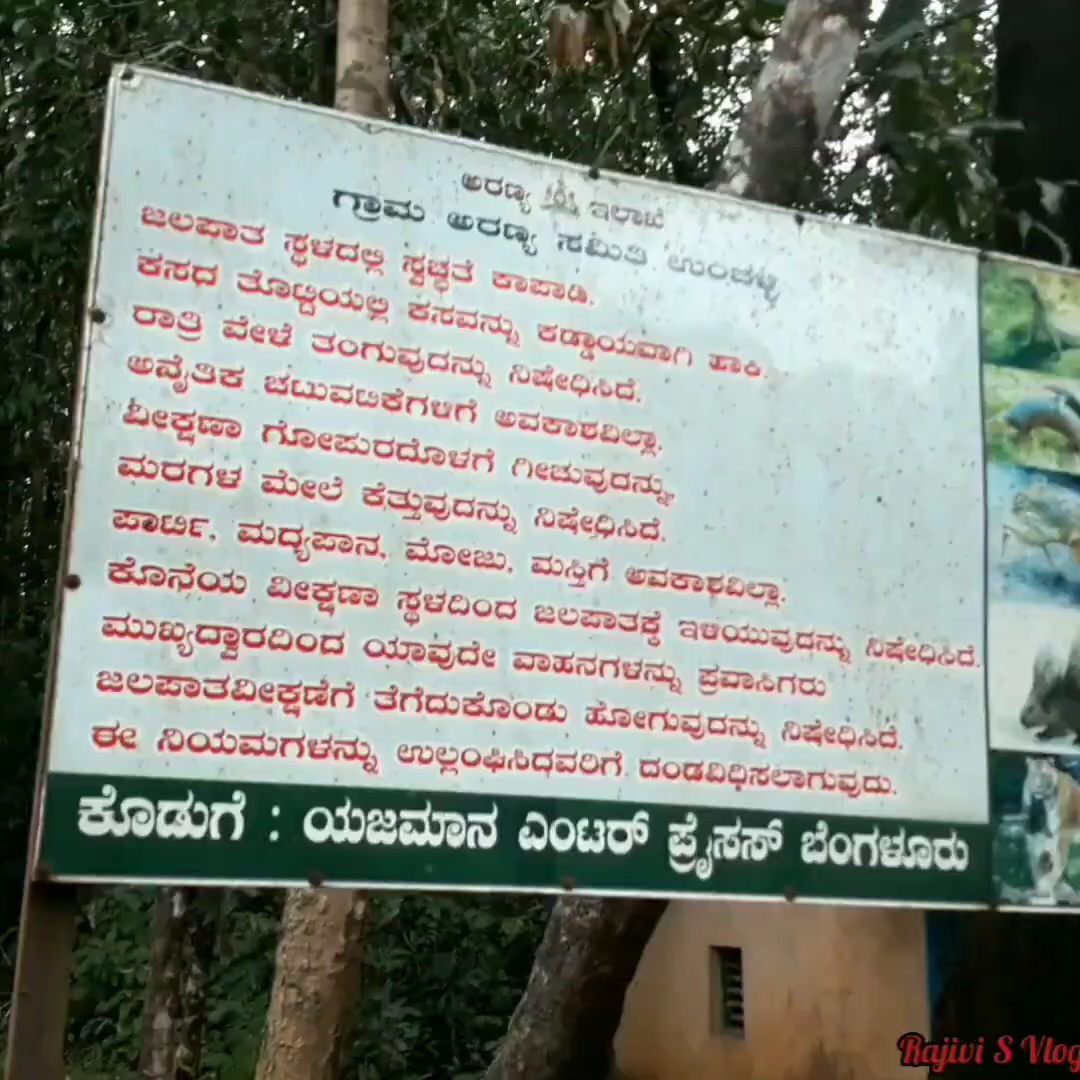 ಅರಣ್ಯ ಇಲಾಖೆ
ಗ್ರಾಮ ಅರಣ್ಯ ಸಮಿತಿ ಉಂಚಳ್ಳಿ
ಜಲಪಾತ ಸ್ಥಳದಲ್ಲಿ ಸ್ವಚ್ಛತೆ ಕಾಪಾಡಿ.
ಕಸದ ತೊಟ್ಟಿಯಲ್ಲಿ ಕಸವನ್ನು ಕಡ್ಡಾಯವಾಗಿ ಹಾಕಿ.
ರಾತ್ರಿ ವೇಳೆ ತಂಗುವುದನ್ನು ನಿಷೇಧಿಸಿದೆ.
ಅನೈತಿಕ ಚಟುವಟಿಕೆಗಳಿಗೆ ಅವಕಾಶವಿಲ್ಲಾ.
ವೀಕ್ಷಣಾ ಗೋಪುರದೊಳಗೆ ಗೀಚುವುದನ್ನು,
ಮರಗಳ ಮೇಲೆ ಕೆತ್ತುವುದನ್ನು ನಿಷೇಧಿಸಿದೆ.
ಪಾರ್ಟಿ, ಮದ್ಯಪಾನ, ಮೋಜು, ಮಸ್ತಿಗೆ ಅವಕಾಶವಿಲ್ಲಾ.
ಕೊನೆಯ ವೀಕ್ಷಣಾ ಸ್ಥಳದಿಂದ ಜಲಪಾತಕ್ಕೆ ಇಳಿಯುವುದನ್ನು ನಿಷೇಧಿಸಿದೆ.
ಮುಖ್ಯದ್ವಾರದಿಂದ ಯಾವುದೇ ವಾಹನಗಳನ್ನು ಪ್ರವಾಸಿಗರು
ಜಲಪಾತವೀಕ್ಷಣೆಗೆ ತೆಗೆದುಕೊಂಡು ಹೋಗುವುದನ್ನು ನಿಷೇಧಿಸಿದೆ.
ಈ ನಿಯಮಗಳನ್ನು ಉಲ್ಲಂಘಿಸಿದವರಿಗೆ ದಂಡವಿಧಿಸಲಾಗುವುದು.
ಕೊಡುಗೆ : ಯಜಮಾನ ಎಂಟರ್ ಪ್ರೈಸಸ್ ಬೆಂಗಳೂರು
Rajivi S Vlog